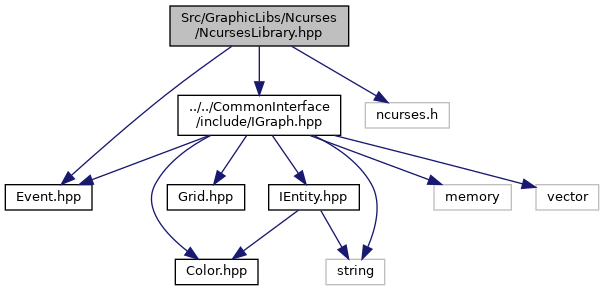 Src/GraphicLibs/Ncurses
/NcursesLibrary.hpp
../../CommonInterface
/include/IGraph.hpp
ncurses.h
Event.hpp
Grid.hpp
IEntity.hpp
memory
vector
Color.hpp
string